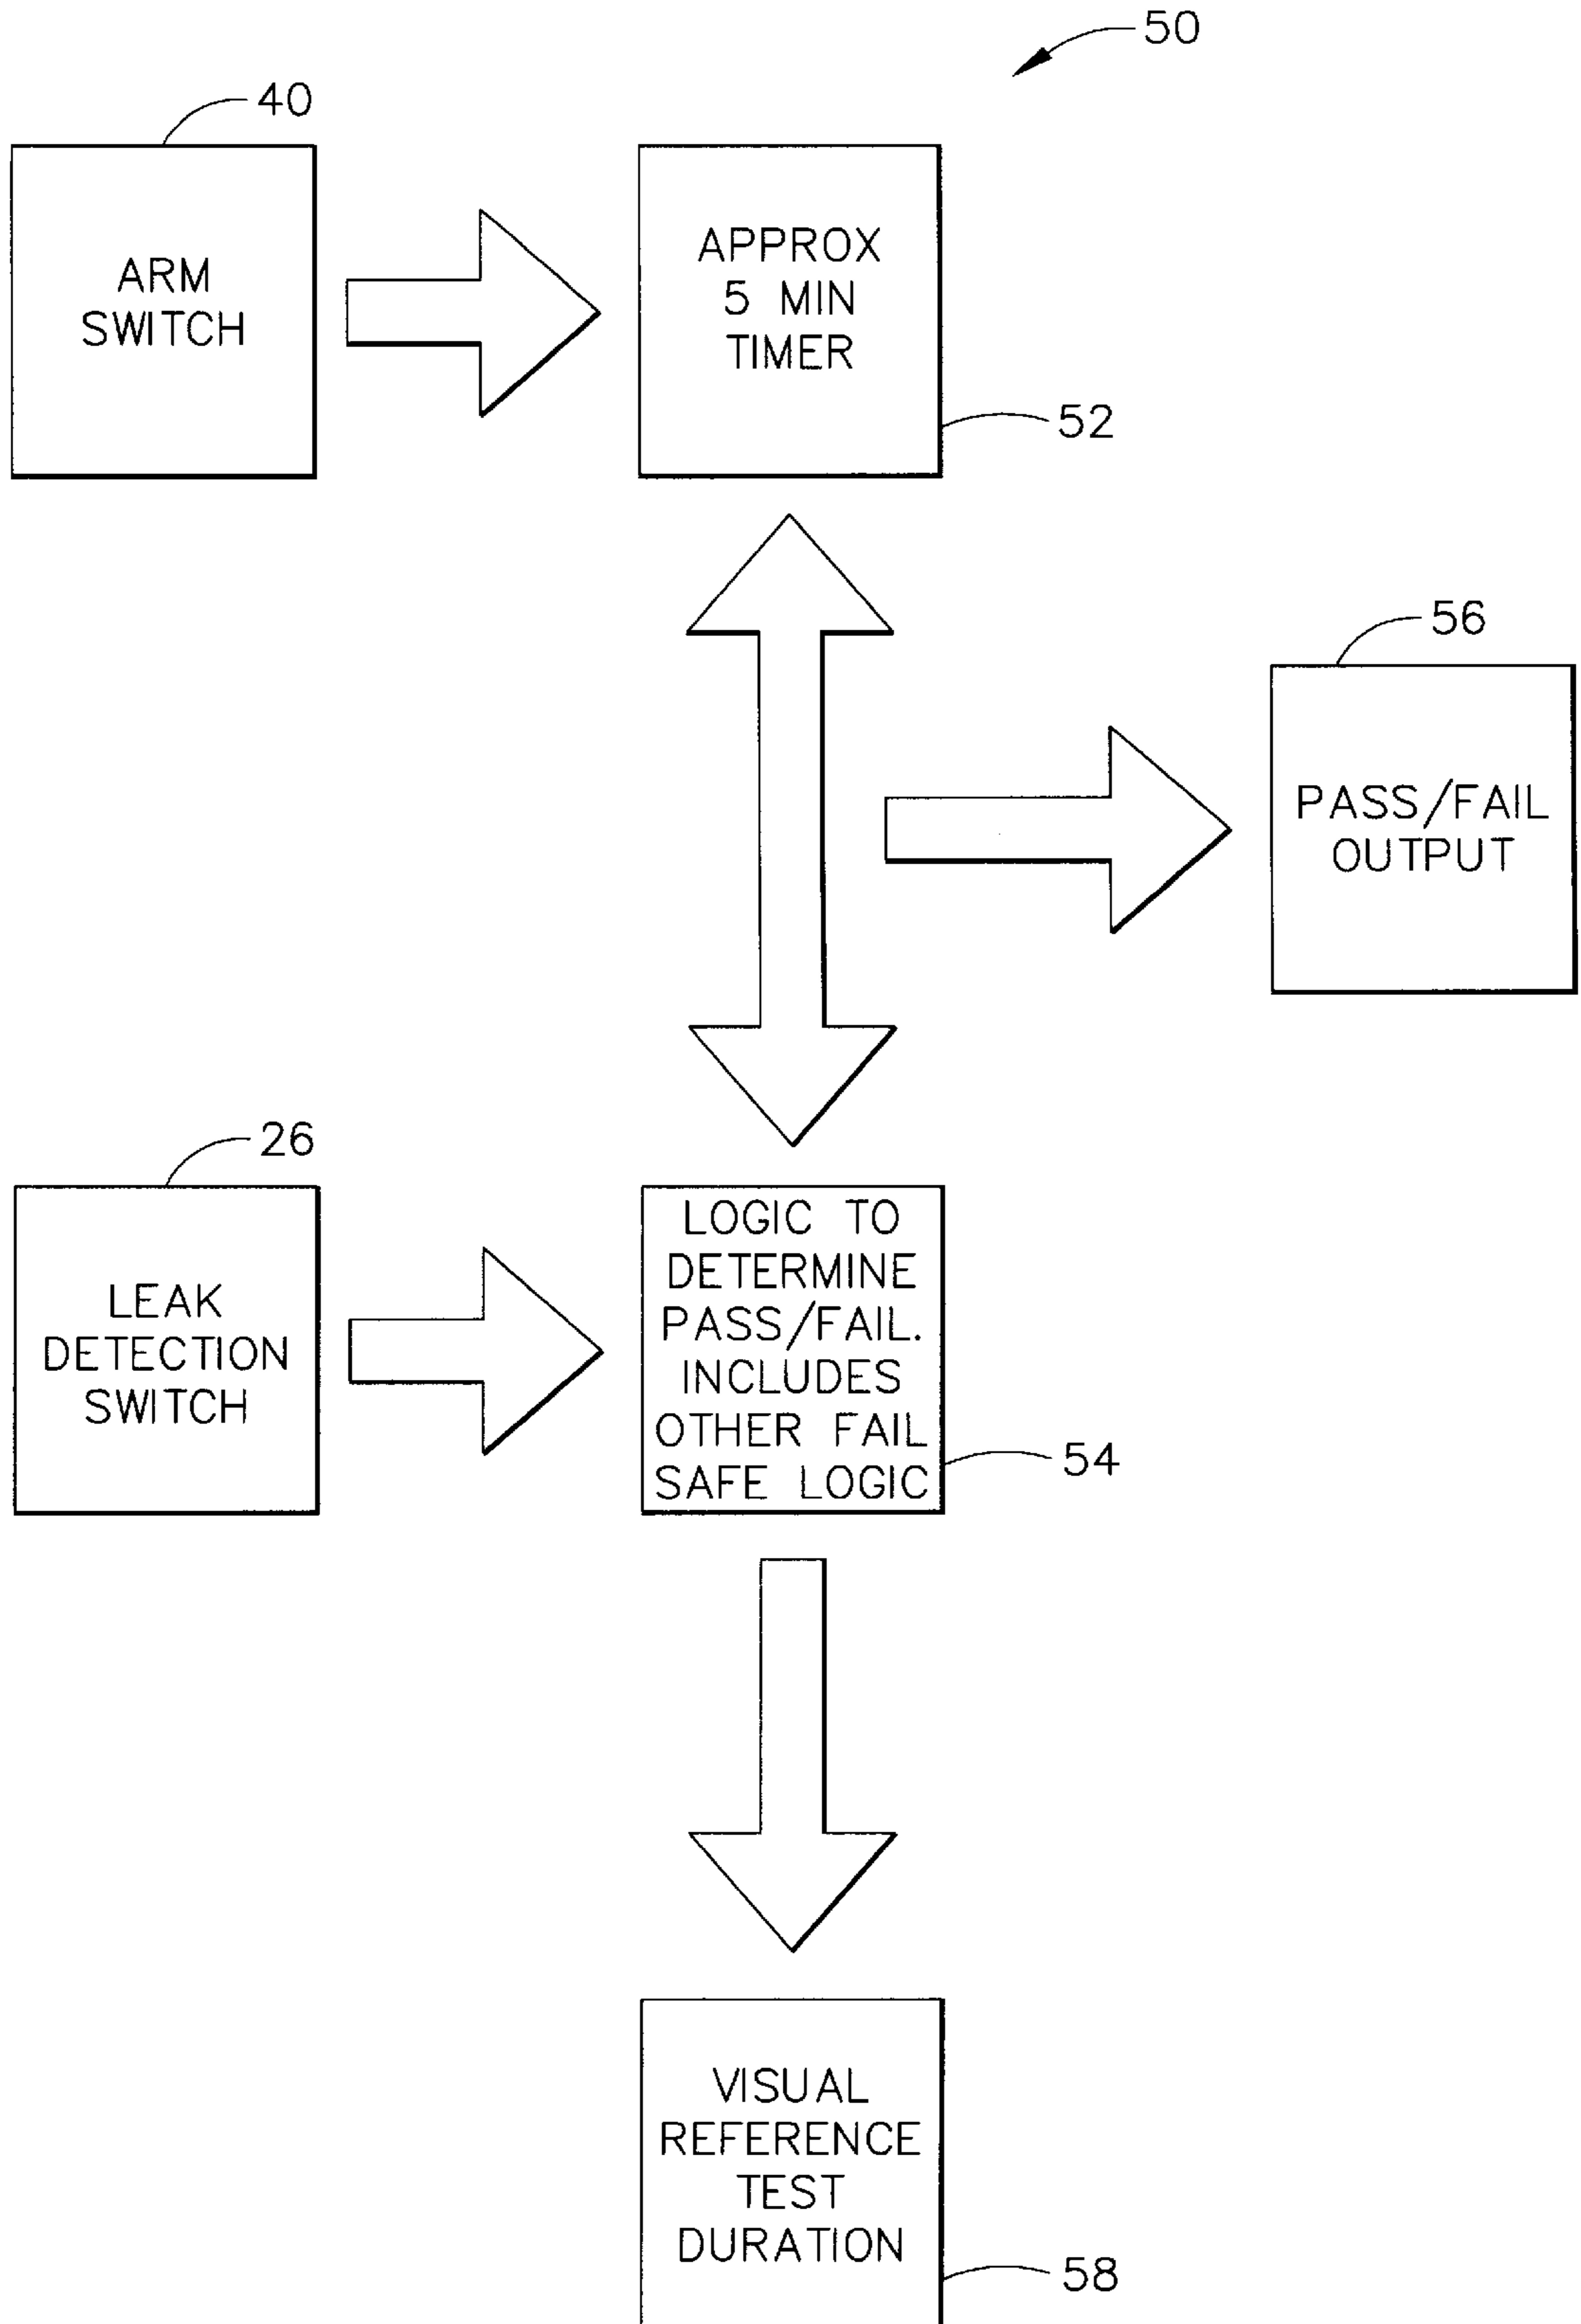 50
40
ARM
SWITCH
APPROX
5 MIN
TIMER
52
56
PASS/FAIL
OUTPUT
26
LEAK
DETECTION
SWITCH
LOGIC TO
DETERMINE
PASS/FAIL.
INCLUDES
OTHER FAIL
SAFE LOGIC
54
VISUAL
REFERENCE
TEST
DURATION
58